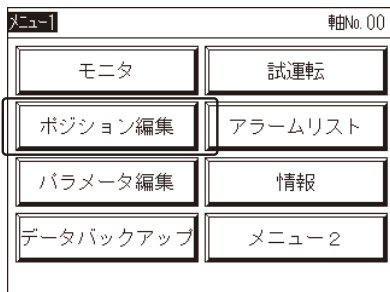 メニュー1 軸No. 00
モニタ 試運転
ポジション編集 アラームリスト
パラメータ編集 情報
データバックアップ メニュー2